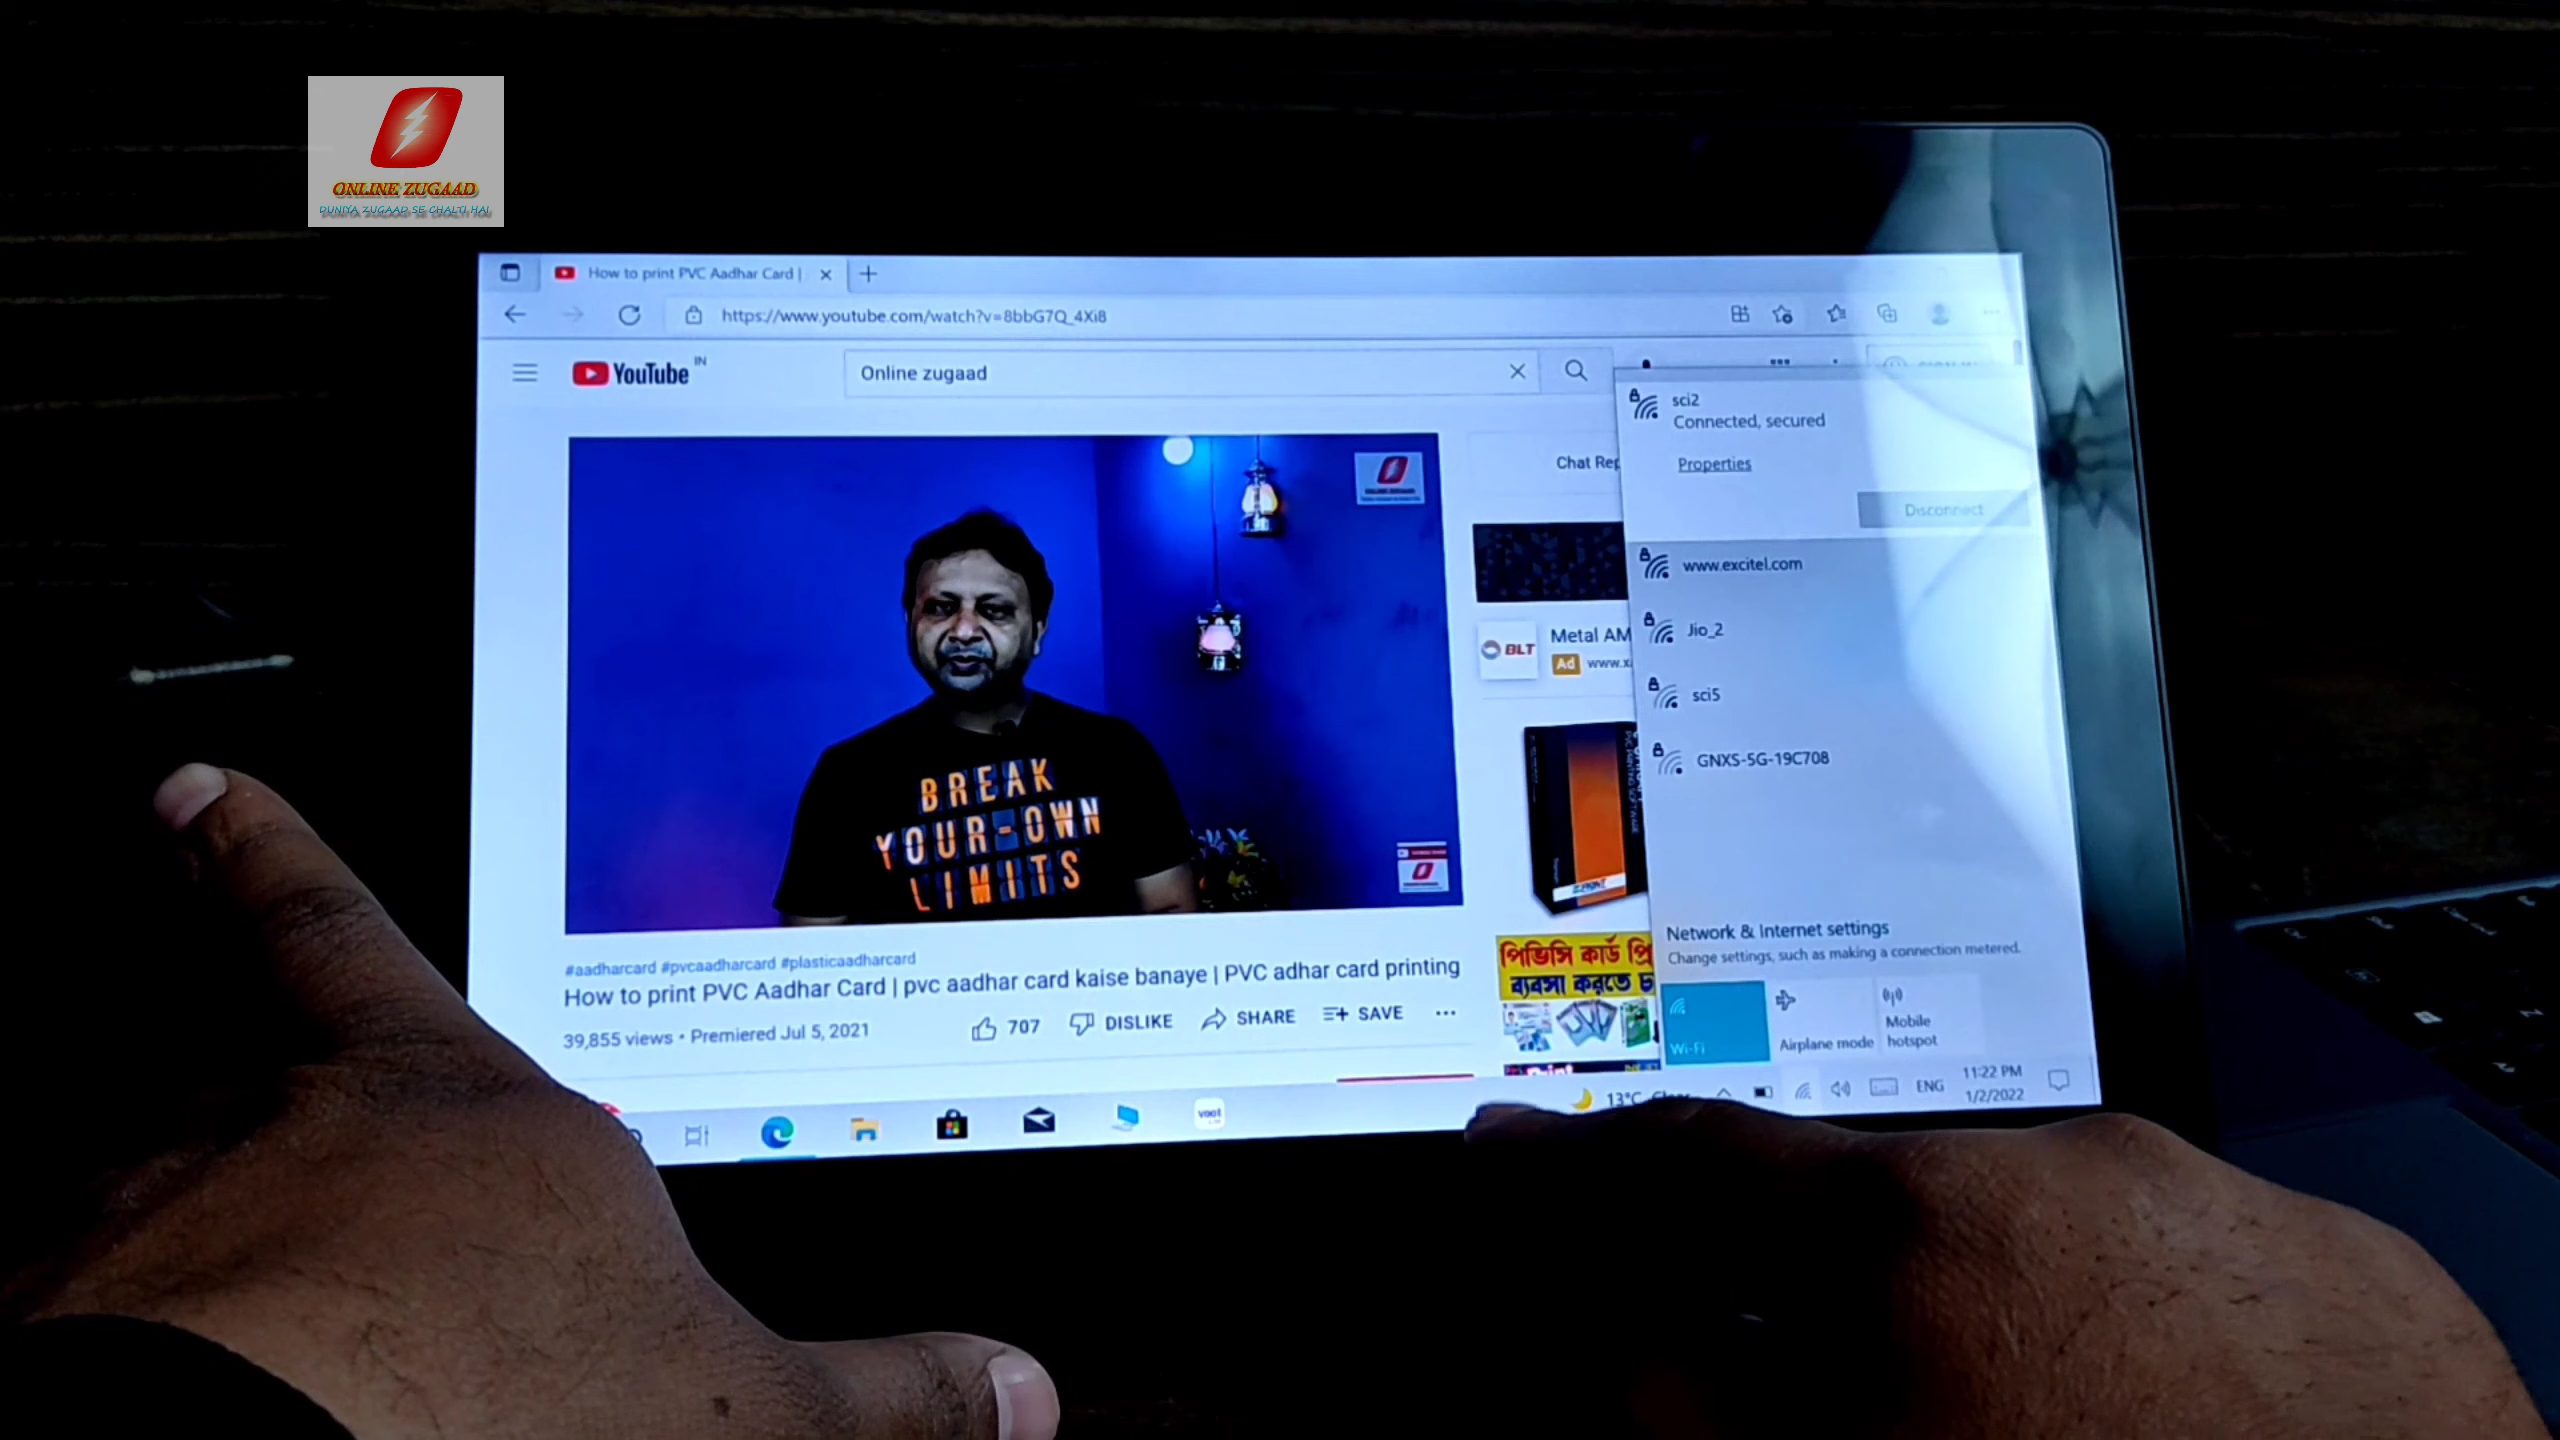 ONLINE ZUGAAD
DUNIYA ZUGAAD SE CHALTI HAI
How to print PVC Aadhar Card |
https://www.youtube.com/watch?v=8bbG7Q_4Xi8
YouTube IN
Online zugaad
sci2
Connected, secured
Properties
Disconnect
Chat Rep
www.excitel.com
Jio_2
sci5
GNXS-5G-19C708
BLT
Metal AM
Ad www.x
BREAK
YOUR-OWN
LIMITS
পিভিসি কার্ড প্রি
ব্যবসা করতে চ
#aadharcard #pvcaadharcard #plasticaadharcard
How to print PVC Aadhar Card | pvc aadhar card kaise banaye | PVC adhar card printing
39,855 views • Premiered Jul 5, 2021
707 DISLIKE SHARE SAVE
Network & Internet settings
Change settings, such as making a connection metered.
Wi-Fi
Airplane mode
Mobile
hotspot
voot
13°C
ENG
11:22 PM
1/2/2022